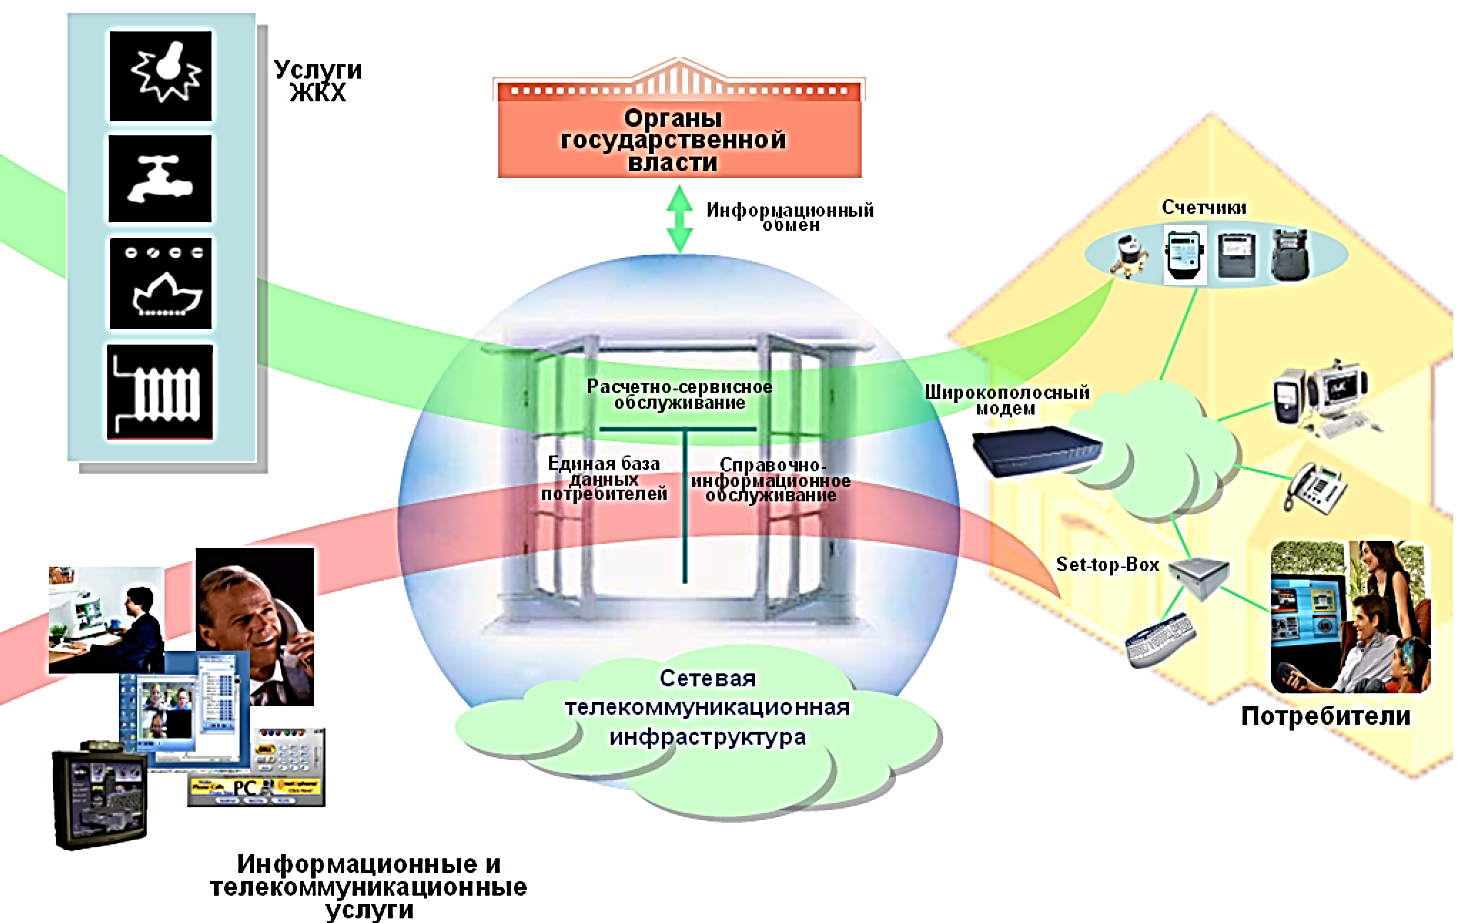 Услуги
ЖКХ
Органы
государственной
власти
Информационный
обмен
Счетчики
Расчетно-сервисное
обслуживание
Широкополосный
модем
Единая база
данных
потребителей
Справочно-
информационное
обслуживание
Set-top-Box
Сетевая
телекоммуникационная
инфраструктура
Потребители
PC
Информационные и
телекоммуникационные
услуги